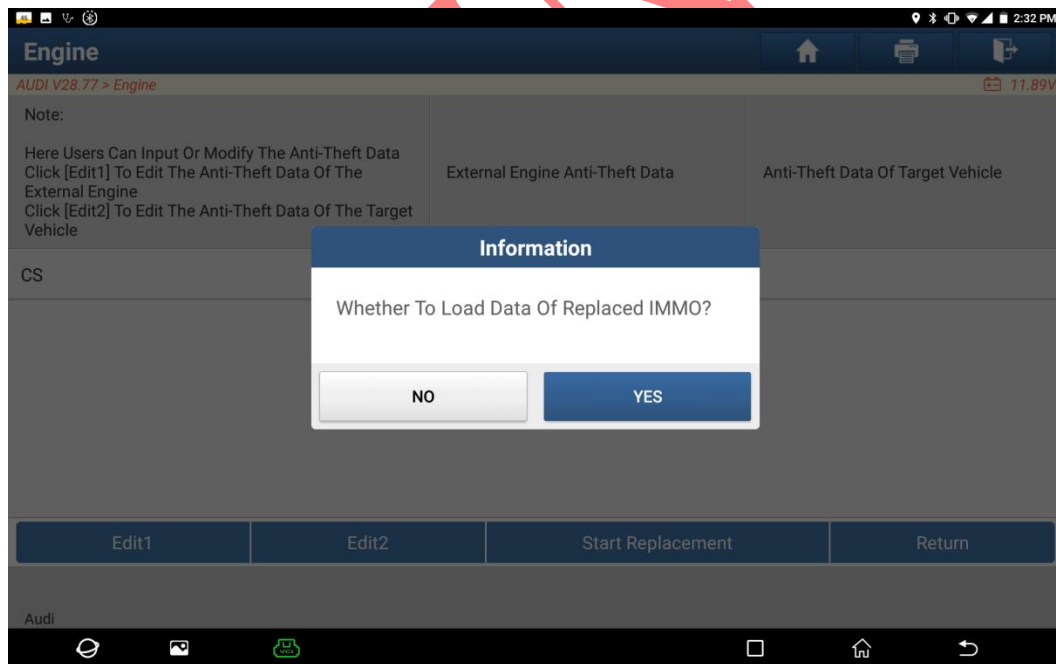 2:32 PM
Engine
AUDI V28.77 > Engine
11.89V
Note:
Here Users Can Input Or Modify The Anti-Theft Data
Click [Edit1] To Edit The Anti-Theft Data Of The
External Engine
Click [Edit2] To Edit The Anti-Theft Data Of The Target
Vehicle
External Engine Anti-Theft Data
Anti-Theft Data Of Target Vehicle
CS
Information
Whether To Load Data Of Replaced IMMO?
NO
YES
Edit1
Edit2
Start Replacement
Return
Audi
VCI